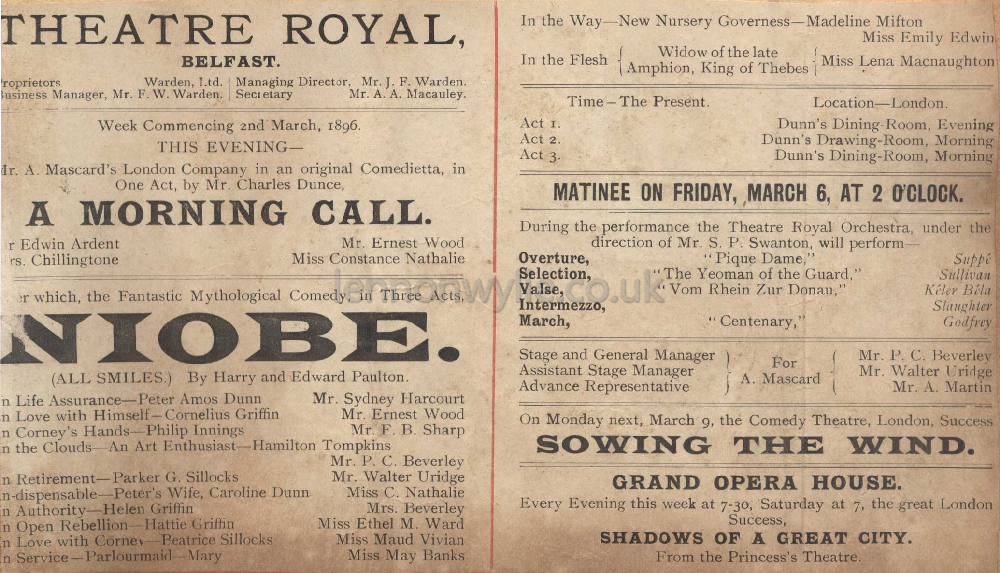 THEATRE ROYAL,
BELFAST.
roprietors Warden, Ltd. | Managing Director, Mr. J. F. Warden.
usiness Manager, Mr. F. W. Warden. | Secretary Mr. A. A. Macauley.
Week Commencing 2nd March, 1896.
THIS EVENING—
Mr. A. Mascard's London Company in an original Comedietta, in
One Act, by Mr. Charles Dunce,
A MORNING CALL.
r Edwin Ardent Mr. Ernest Wood
rs. Chillingtone Miss Constance Nathalie
er which, the Fantastic Mythological Comedy, in Three Acts,
NIOBE.
(ALL SMILES.) By Harry and Edward Paulton.
n Life Assurance—Peter Amos Dunn Mr. Sydney Harcourt
n Love with Himself—Cornelius Griffin Mr. Ernest Wood
n Corney's Hands—Philip Innings Mr. F. B. Sharp
n the Clouds—An Art Enthusiast—Hamilton Tompkins
Mr. P. C. Beverley
n Retirement—Parker G. Sillocks Mr. Walter Uridge
n-dispensable—Peter's Wife, Caroline Dunn Miss C. Nathalie
n Authority—Helen Griffin Mrs. Beverley
n Open Rebellion—Hattie Griffin Miss Ethel M. Ward
n Love with Corney—Beatrice Sillocks Miss Maud Vivian
n Service—Parlourmaid—Mary Miss May Banks
In the Way—New Nursery Governess—Madeline Mifton
Miss Emily Edwin
In the Flesh { Widow of the late Amphion, King of Thebes { Miss Lena Macnaughton
Time—The Present. Location—London.
Act 1. Dunn's Dining-Room, Evening
Act 2. Dunn's Drawing-Room, Morning
Act 3. Dunn's Dining-Room, Morning
MATINEE ON FRIDAY, MARCH 6, AT 2 O'CLOCK.
During the performance the Theatre Royal Orchestra, under the
direction of Mr. S. P. Swanton, will perform—
Overture, "Pique Dame," Suppé
Selection, "The Yeoman of the Guard," Sullivan
Valse, "Vom Rhein Zur Donau," Kéler Béla
Intermezzo, Slaughter
March, "Centenary," Godfrey
lennonwylie.co.uk
Stage and General Manager } For A. Mascard { Mr. P. C. Beverley
Assistant Stage Manager Mr. Walter Uridge
Advance Representative Mr. A. Martin
On Monday next, March 9, the Comedy Theatre, London, Success
SOWING THE WIND.
GRAND OPERA HOUSE.
Every Evening this week at 7-30, Saturday at 7, the great London
Success,
SHADOWS OF A GREAT CITY.
From the Princess's Theatre.